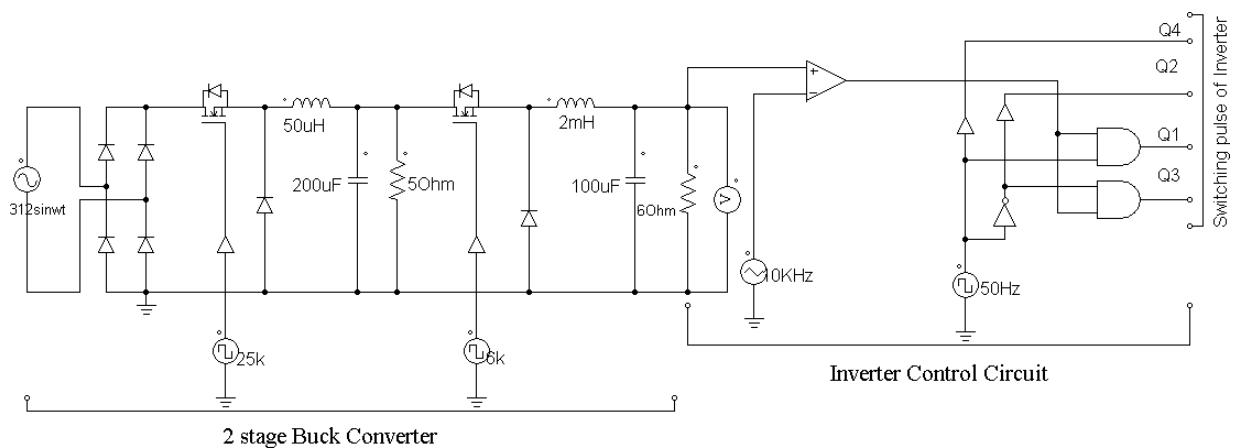 Q4
Q2
Q1
Q3
Switching pulse of Inverter
+
−
50uH
2mH
200uF
5Ohm
100uF
6Ohm
V
312sinwt
10KHz
50Hz
25k
6k
Inverter Control Circuit
2 stage Buck Converter